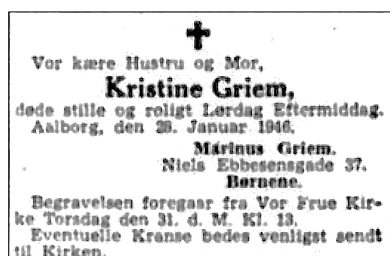 Vor kære Hustru og Mor,
Kristine Griem,
døde stille og roligt Lørdag Eftermiddag.
Aalborg, den 26. Januar 1946.
Marinus Griem.
Niels Ebbesensgade 37.
Børnene.
Begravelsen foregaar fra Vor Frue Kir-
ke Torsdag den 31. d. M. Kl. 13.
Eventuelle Kranse bedes venligst sendt
til Kirken.